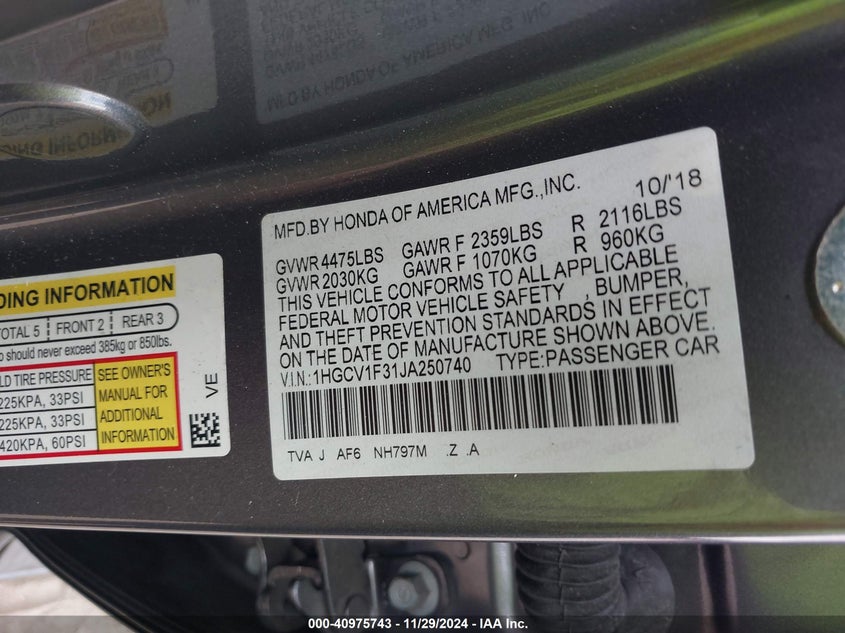 MFD.BY HONDA OF AMERICA MFG.,INC. 10/'18
GVWR 4475LBS GAWR F 2359LBS R 2116LBS
GVWR 2030KG GAWR F 1070KG R 960KG
THIS VEHICLE CONFORMS TO ALL APPLICABLE
FEDERAL MOTOR VEHICLE SAFETY , BUMPER,
AND THEFT PREVENTION STANDARDS IN EFFECT
ON THE DATE OF MANUFACTURE SHOWN ABOVE.
V.I.N.: 1HGCV1F31JA250740 TYPE:PASSENGER CAR
TVA J AF6 NH797M .Z .A
INFORMATION
TOTAL 5 FRONT 2 REAR 3
should never exceed 385kg or 850lbs.
TIRE PRESSURE
225KPA, 33PSI
225KPA, 33PSI
420KPA, 60PSI
SEE OWNER'S
MANUAL FOR
ADDITIONAL
INFORMATION
VE
000-40975743 - 11/29/2024 - IAA Inc.